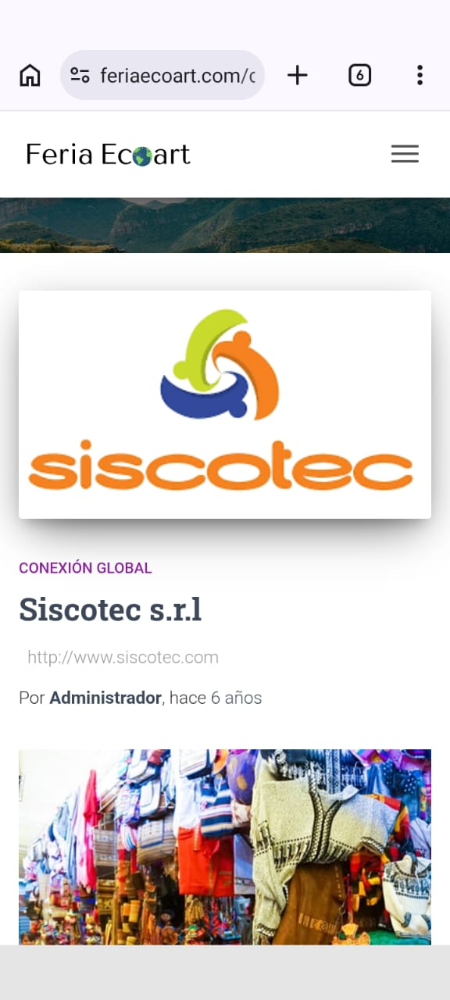 feriaecoart.com/c
6
Feria Ecoart
siscotec
CONEXIÓN GLOBAL
Siscotec s.r.l
http://www.siscotec.com
Por Administrador, hace 6 años